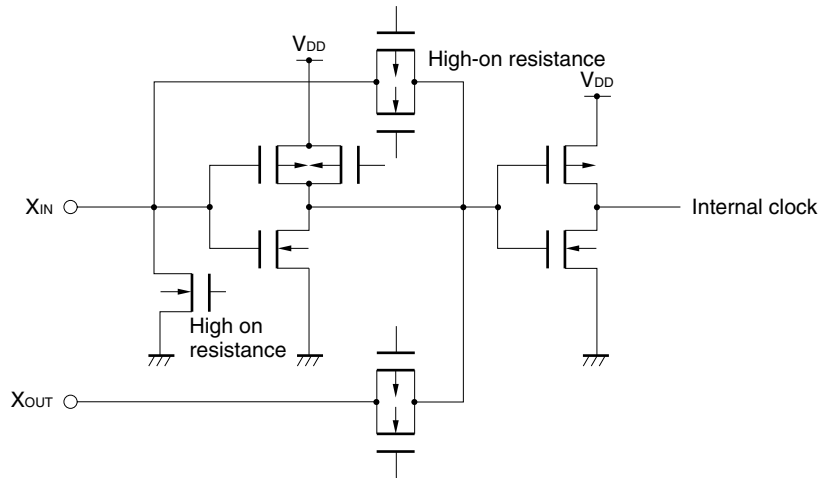 VDD
High-on resistance
VDD
XIN
Internal clock
High on
resistance
XOUT